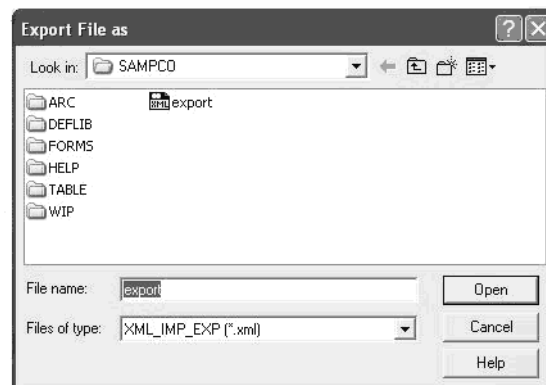 Export File as
Look in: SAMPCO
ARC
DEFLIB
FORMS
HELP
TABLE
WIP
XML export
File name: export Open
Files of type: XML_IMP_EXP (*.xml) Cancel
Help